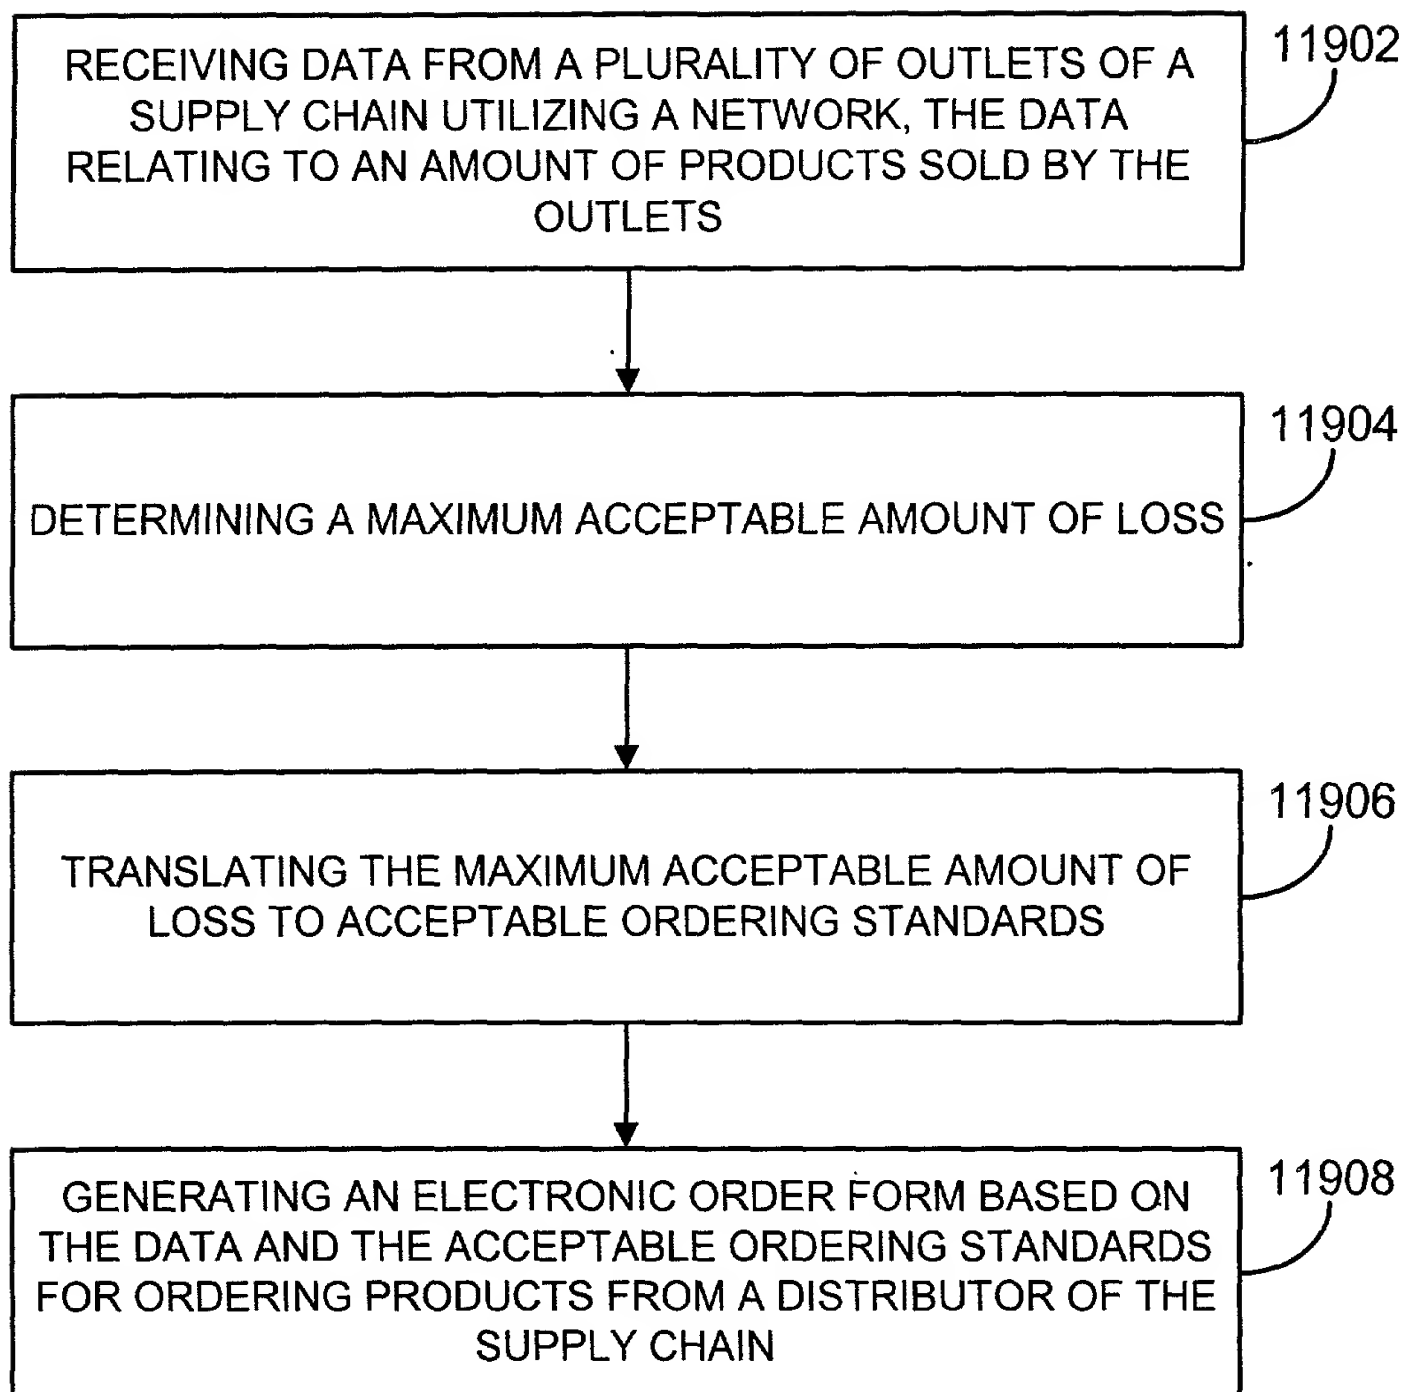 RECEIVING DATA FROM A PLURALITY OF OUTLETS OF A
SUPPLY CHAIN UTILIZING A NETWORK, THE DATA
RELATING TO AN AMOUNT OF PRODUCTS SOLD BY THE
OUTLETS
11902
DETERMINING A MAXIMUM ACCEPTABLE AMOUNT OF LOSS
11904
TRANSLATING THE MAXIMUM ACCEPTABLE AMOUNT OF
LOSS TO ACCEPTABLE ORDERING STANDARDS
11906
GENERATING AN ELECTRONIC ORDER FORM BASED ON
THE DATA AND THE ACCEPTABLE ORDERING STANDARDS
FOR ORDERING PRODUCTS FROM A DISTRIBUTOR OF THE
SUPPLY CHAIN
11908